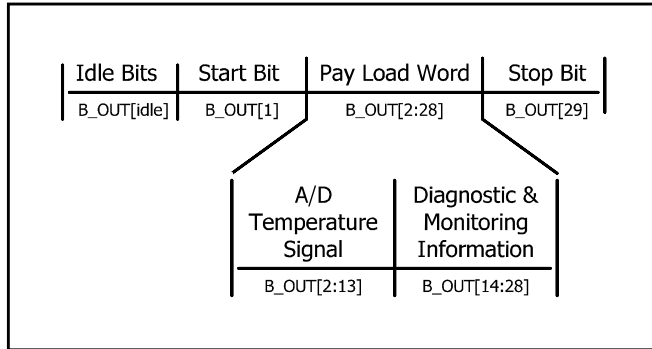 Idle Bits Start Bit Pay Load Word Stop Bit
B_OUT[idle] B_OUT[1] B_OUT[2:28] B_OUT[29]
A/D Diagnostic &
Temperature Monitoring
Signal Information
B_OUT[2:13] B_OUT[14:28]